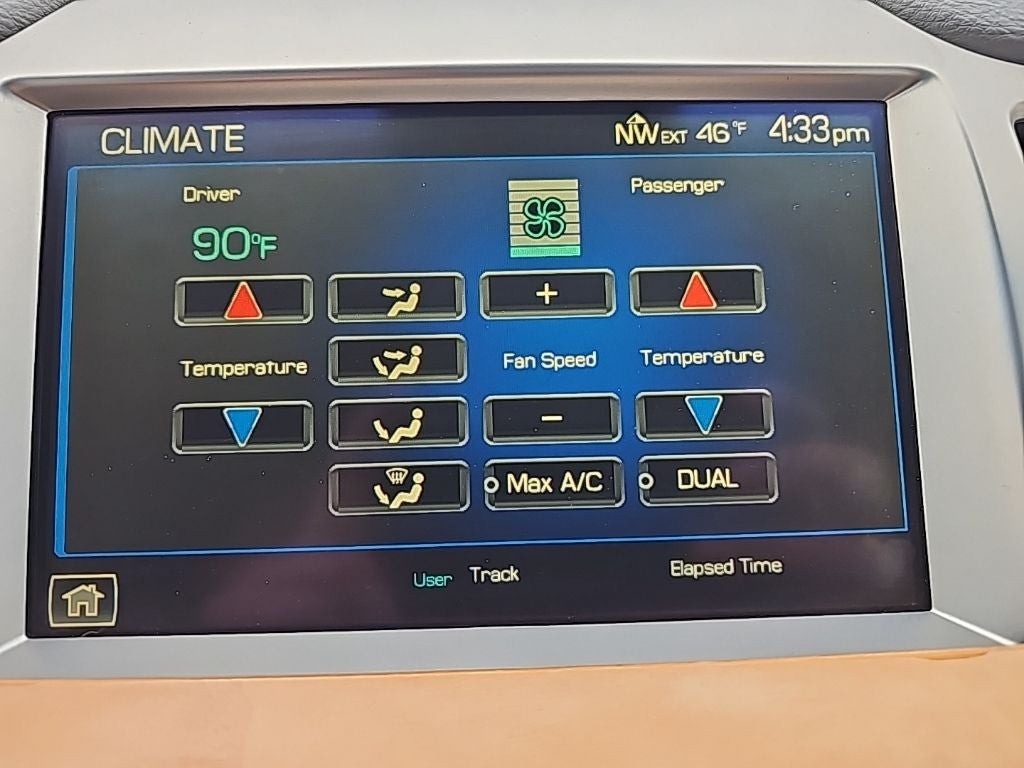 CLIMATE NW EXT 46°F 4:33pm
Driver Passenger
90°F
+
Temperature Fan Speed Temperature
−
Max A/C DUAL
User Track Elapsed Time